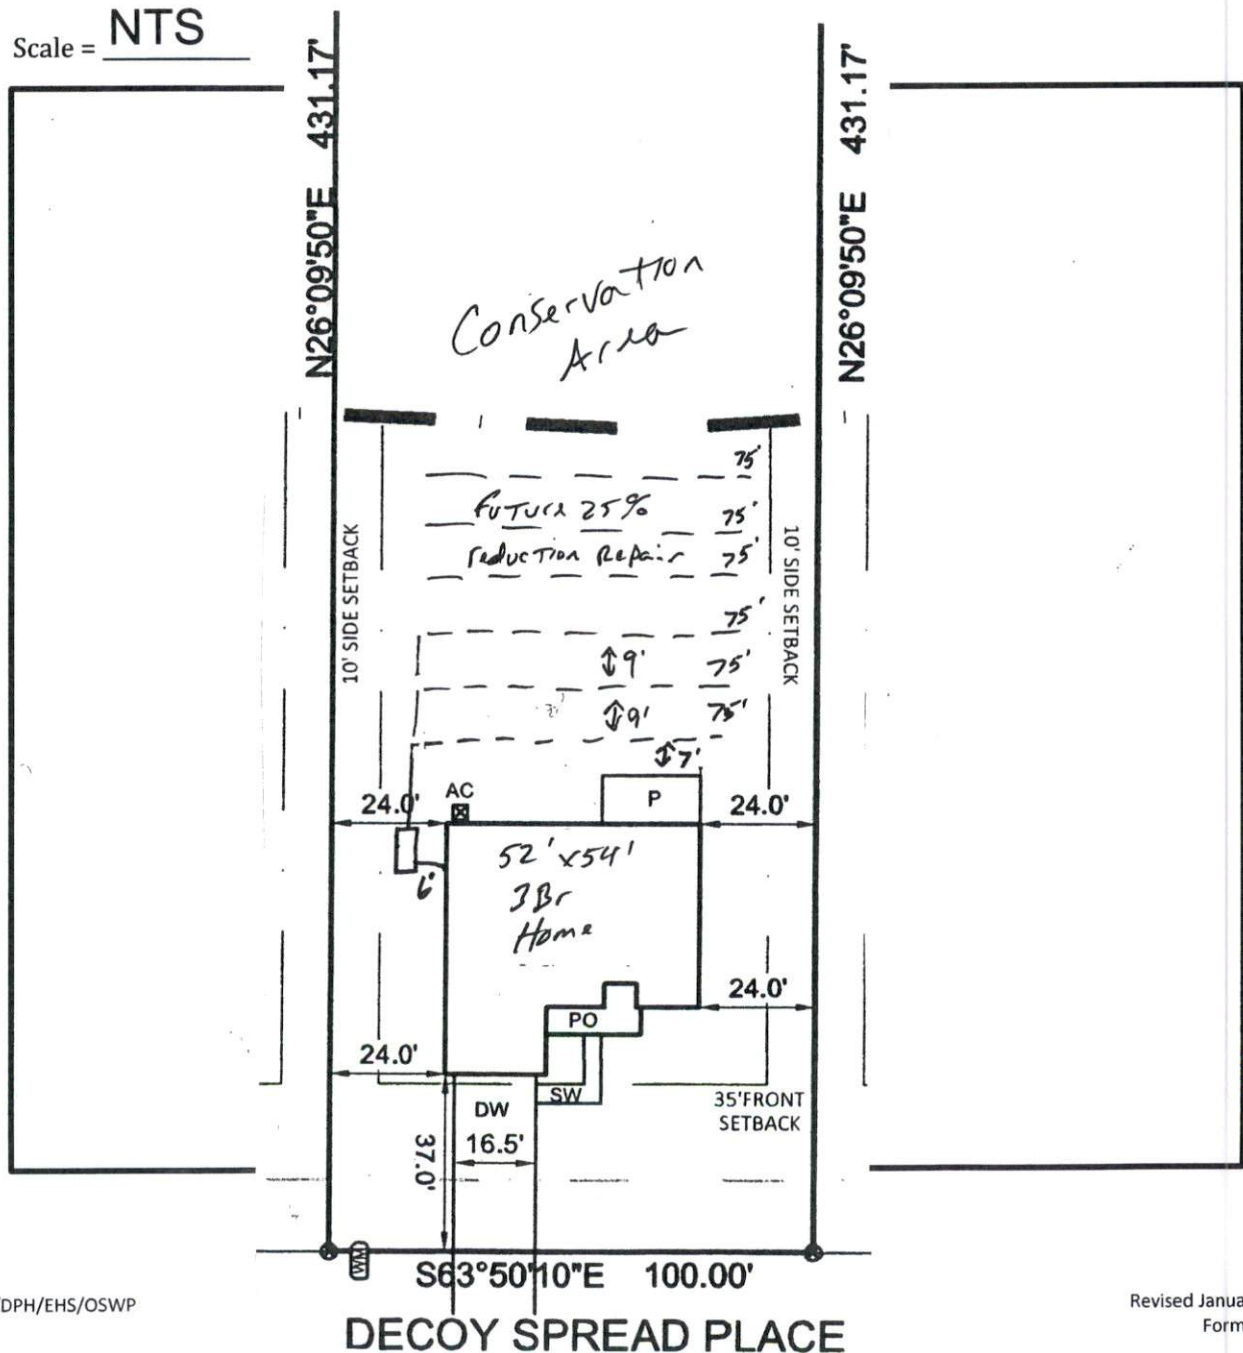 Scale = NTS
N26°09'50"E 431.17'
N26°09'50"E 431.17'
Conservation
Area
75'
Future 25%
75'
reduction Repair
75'
10' SIDE SETBACK
10' SIDE SETBACK
75'
9'
75'
9'
75'
7'
AC
P
24.0'
24.0'
52' x54'
6'
3Br
Home
24.0'
PO
24.0'
SW
35'FRONT
SETBACK
DW
16.5'
37.0'
WM
S63°50'10"E 100.00'
DPH/EHS/OSWP
Revised Janua
Form
DECOY SPREAD PLACE